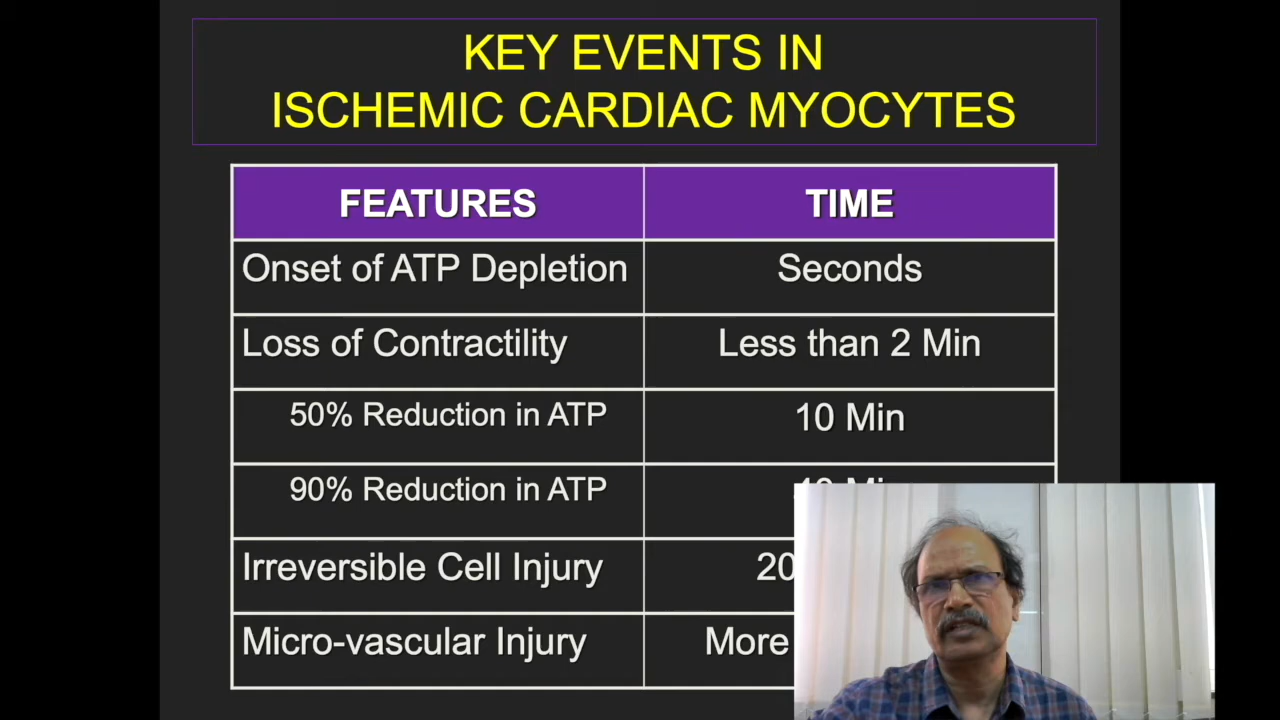 KEY EVENTS IN
ISCHEMIC CARDIAC MYOCYTES
FEATURES TIME
Onset of ATP Depletion Seconds
Loss of Contractility Less than 2 Min
50% Reduction in ATP 10 Min
90% Reduction in ATP
Irreversible Cell Injury 20
Micro-vascular Injury More